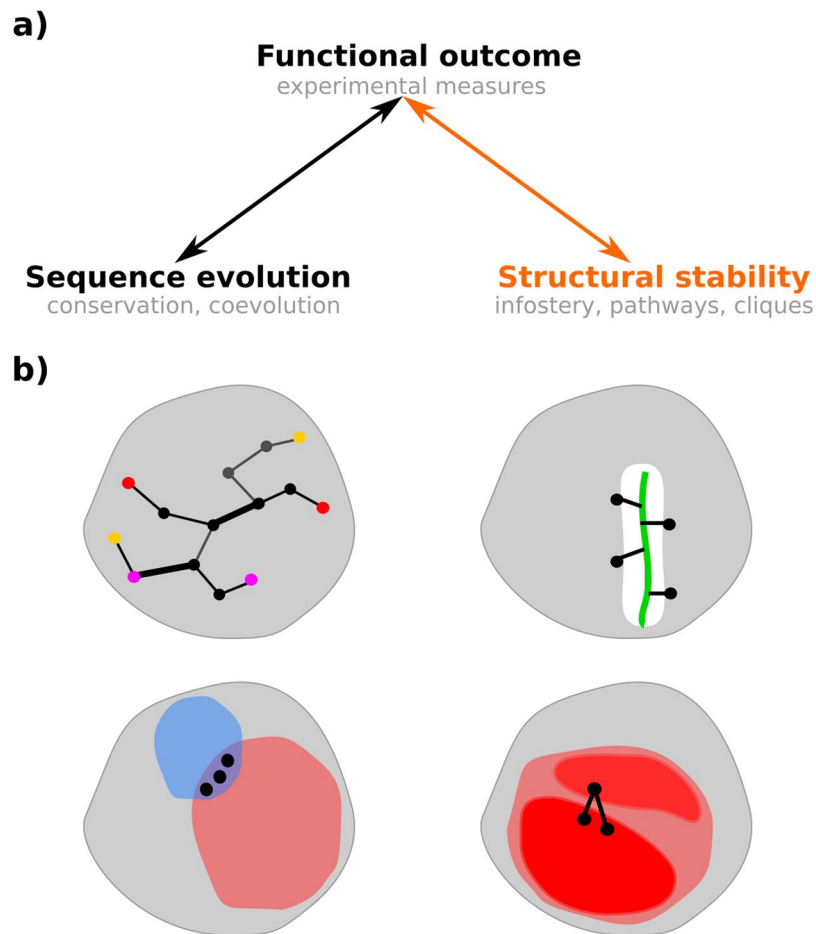 a)
Functional outcome
experimental measures
Sequence evolution
conservation, coevolution
Structural stability
infostery, pathways, cliques
b)